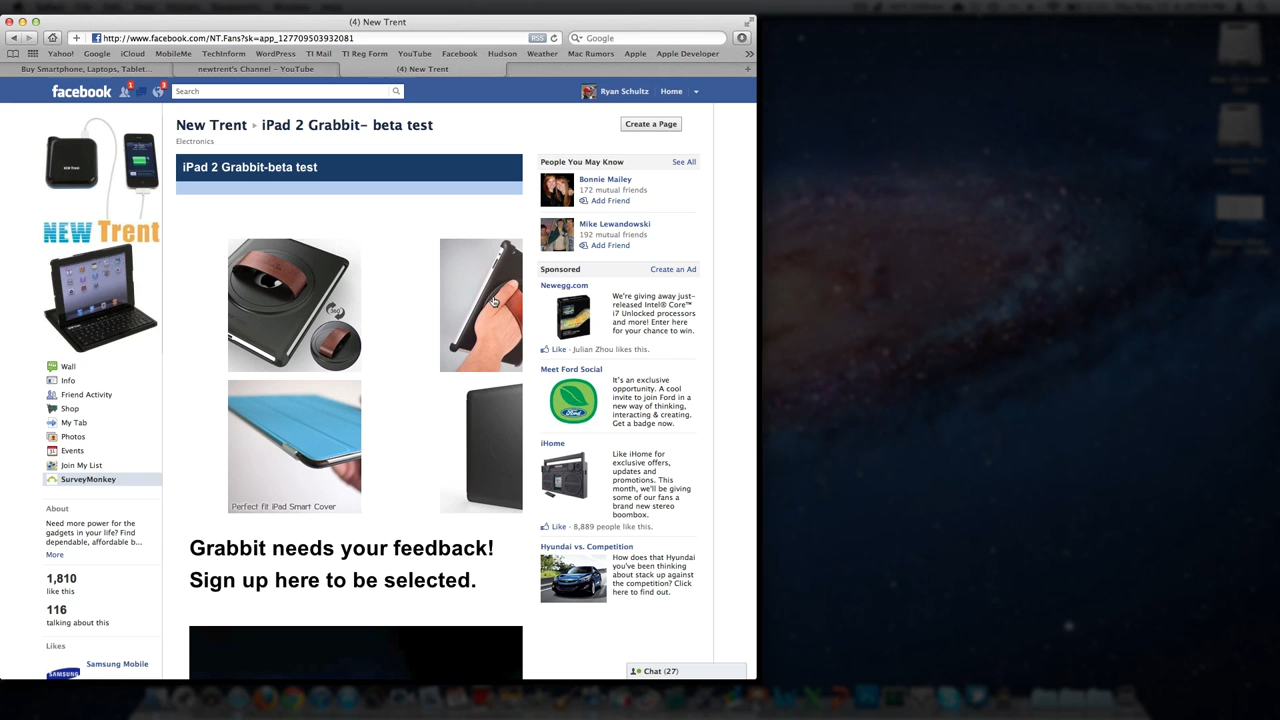 (4) New Trent
http://www.facebook.com/NT.Fans?sk=app_127709503932081
RSS
Google
Yahoo! Google iCloud MobileMe TechInform WordPress TI Mail TI Reg Form YouTube Facebook Hudson Weather Mac Rumors Apple Apple Developer
Buy Smartphone, Laptops, Tablet...
newtrent's Channel – YouTube
(4) New Trent
facebook
1
3
Search
Ryan Schultz
Home
NEW Trent
Wall
Info
Friend Activity
Shop
My Tab
Photos
Events
Join My List
SurveyMonkey
About
Need more power for the
gadgets in your life? Find
dependable, affordable b...
More
1,810
like this
116
talking about this
Likes
Samsung Mobile
SAMSUNG
New Trent ▸ iPad 2 Grabbit– beta test
Electronics
Create a Page
iPad 2 Grabbit-beta test
360
Perfect fit iPad Smart Cover
Grabbit needs your feedback!
Sign up here to be selected.
People You May Know
See All
Bonnie Mailey
172 mutual friends
Add Friend
Mike Lewandowski
192 mutual friends
Add Friend
Sponsored
Create an Ad
Newegg.com
We're giving away just-
released Intel® Core™
i7 Unlocked processors
and more! Enter here
for your chance to win.
Like · Julian Zhou likes this.
Meet Ford Social
It's an exclusive
opportunity. A cool
invite to join Ford in a
new way of thinking,
interacting & creating.
Get a badge now.
Ford
iHome
Like iHome for
exclusive offers,
updates and
promotions. This
month, we'll be giving
some of our fans a
brand new stereo
boombox.
Like · 8,889 people like this.
Hyundai vs. Competition
How does that Hyundai
you've been thinking
about stack up against
the competition? Click
here to find out.
Chat (27)